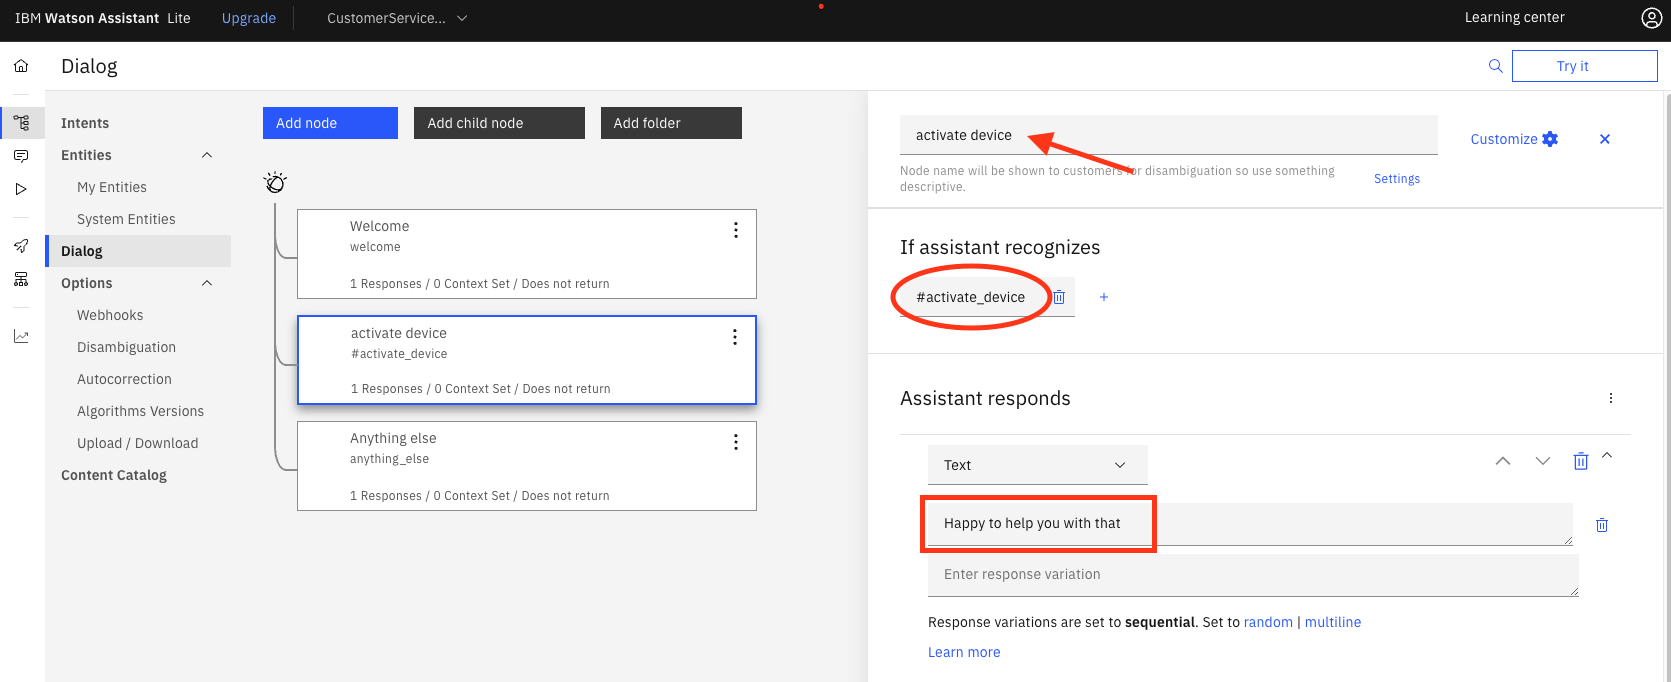 IBM Watson Assistant Lite
Upgrade
CustomerService...
Learning center
Dialog
Try it
Intents
Entities
My Entities
System Entities
Dialog
Options
Webhooks
Disambiguation
Autocorrection
Algorithms Versions
Upload / Download
Content Catalog
Add node
Add child node
Add folder
Welcome
welcome
1 Responses / 0 Context Set / Does not return
activate device
#activate_device
1 Responses / 0 Context Set / Does not return
Anything else
anything_else
1 Responses / 0 Context Set / Does not return
activate device
Customize
Node name will be shown to customers for disambiguation so use something
descriptive.
Settings
If assistant recognizes
#activate_device
Assistant responds
Text
Happy to help you with that
Enter response variation
Response variations are set to sequential. Set to random | multiline
Learn more